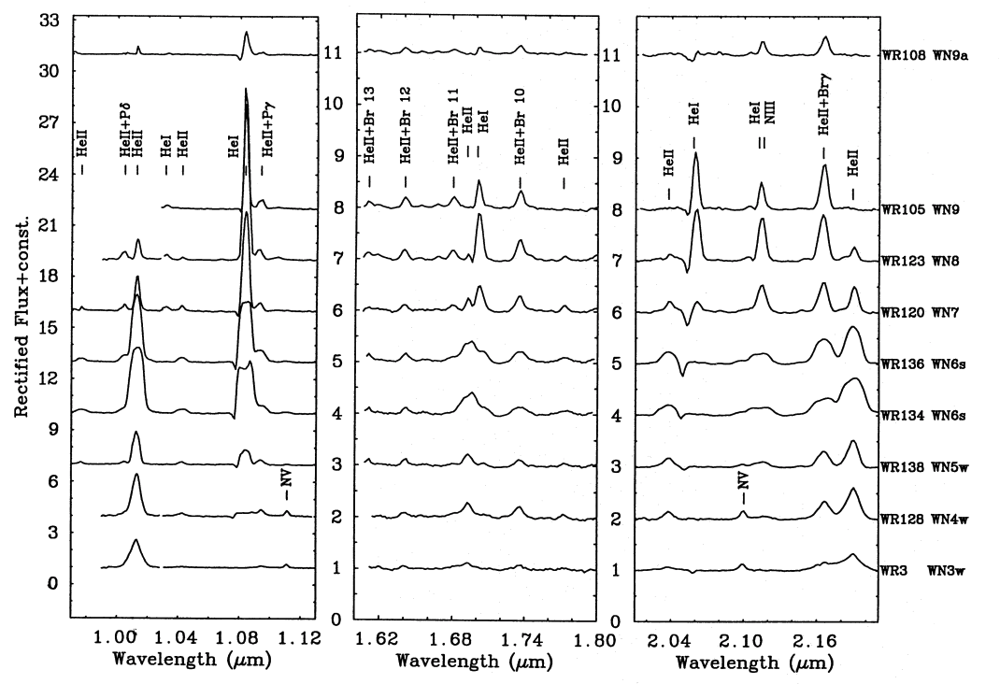 Rectified Flux+const.
33
30
27
24
21
18
15
12
9
6
3
0
HeII
HeII+Pδ
HeII
HeI
HeII
HeI
HeII+Pγ
NV
1.00
1.04
1.08
1.12
Wavelength (μm)
11
10
9
8
7
6
5
4
3
2
1
0
HeII+Br 13
HeII+Br 12
HeII+Br 11
HeII
HeI
HeII+Br 10
HeII
1.62
1.68
1.74
1.80
Wavelength (μm)
11
10
9
8
7
6
5
4
3
2
1
0
HeII
HeI
HeI
NIII
HeII+Brγ
HeII
NV
2.04
2.10
2.16
Wavelength (μm)
WR108 WN9a
WR105 WN9
WR123 WN8
WR120 WN7
WR136 WN6s
WR134 WN6s
WR138 WN5w
WR128 WN4w
WR3 WN3w